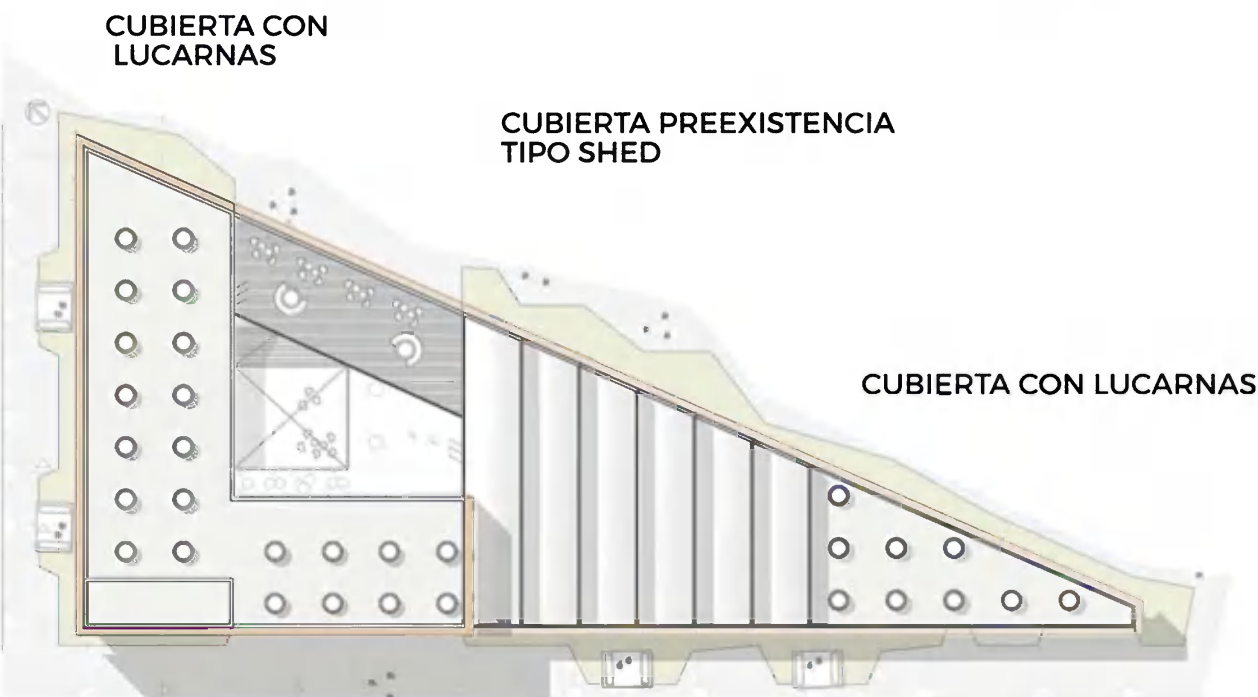 CUBIERTA CON
LUCARNAS
CUBIERTA PREEXISTENCIA
TIPO SHED
CUBIERTA CON LUCARNAS